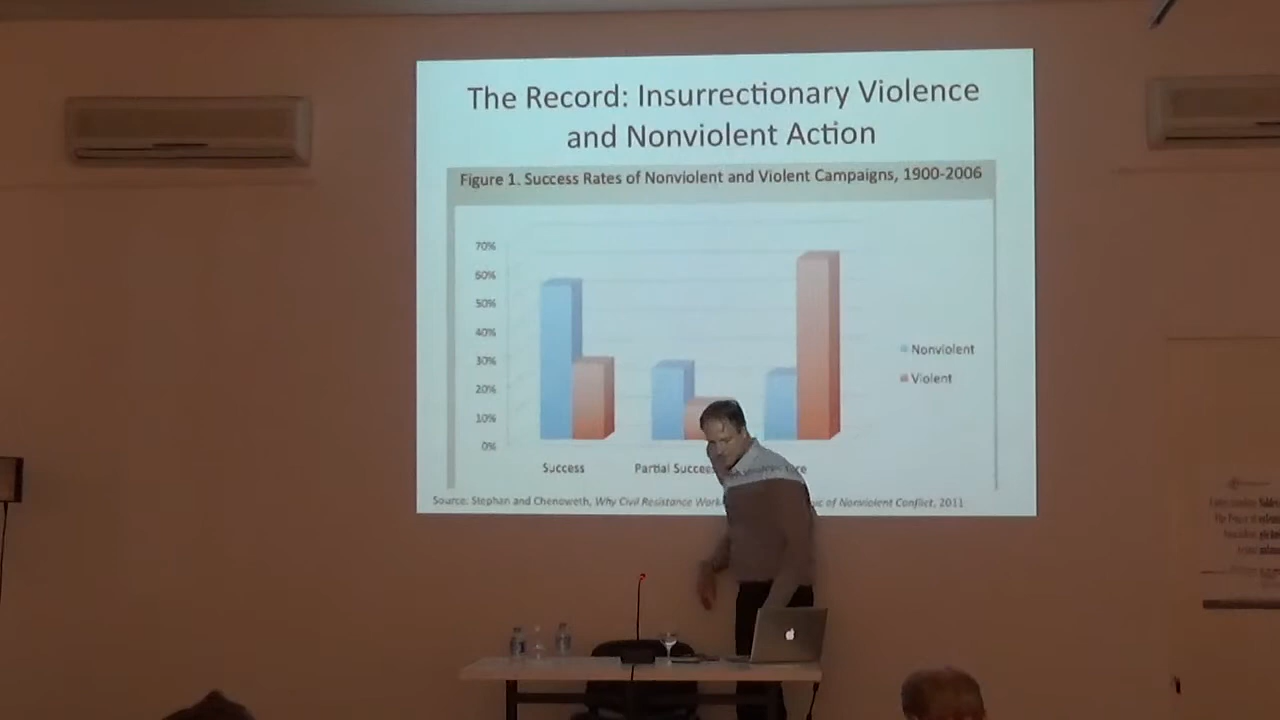 The Record: Insurrectionary Violence
and Nonviolent Action
Figure 1. Success Rates of Nonviolent and Violent Campaigns, 1900-2006
70%
60%
50%
40%
30%
20%
10%
0%
Nonviolent
Violent
Success
Partial Success
Source: Stephan and Chenoweth, Why Civil Resistance Work of Nonviolent Conflict, 2011